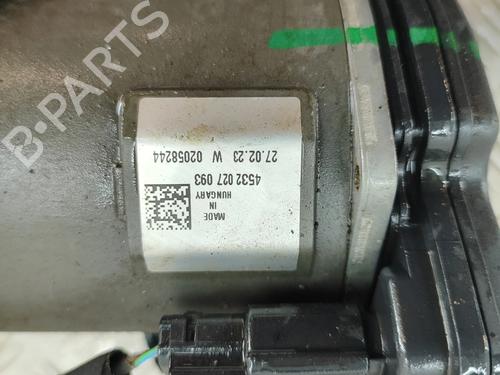 B-PARTS
MADE
IN
HUNGARY
4532 027 093
27.02.23 W 02058244